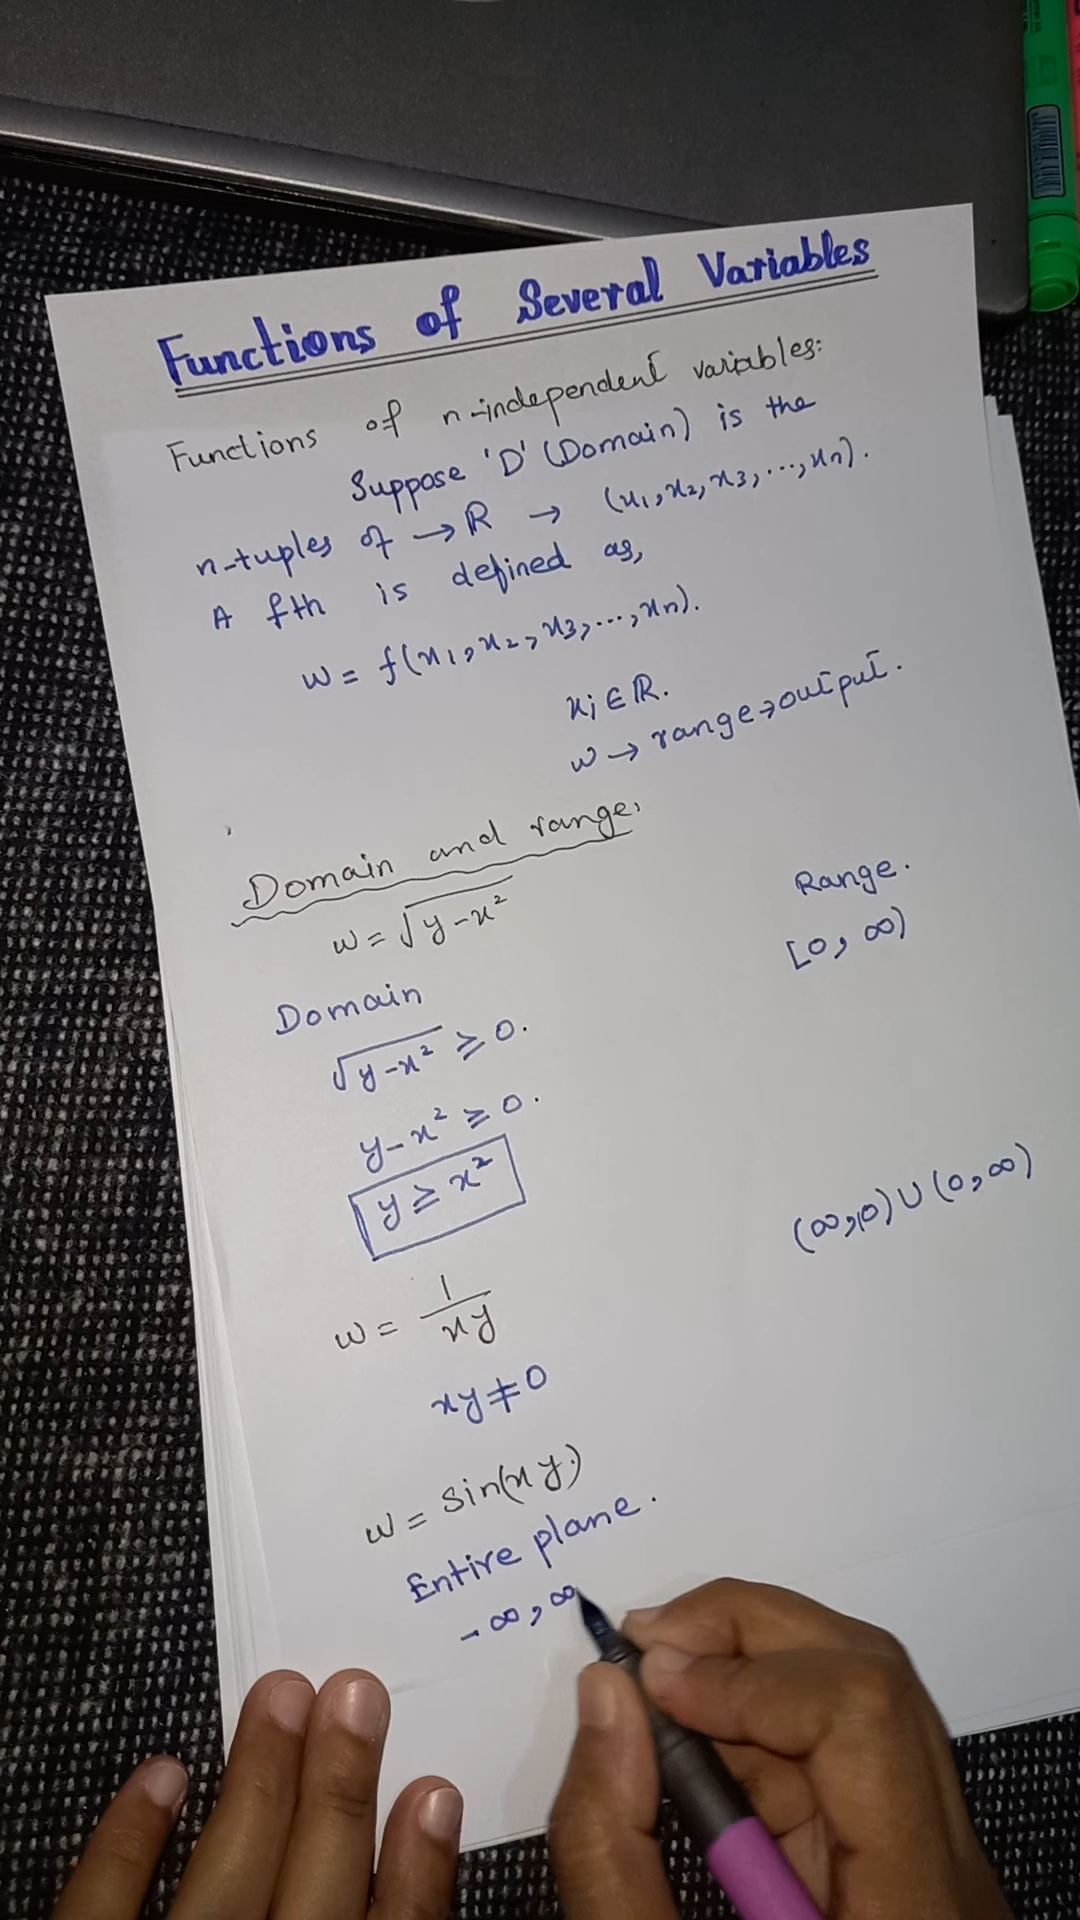 Functions of Several Variables
Functions of n-independent variables:
Suppose 'D' (Domain) is the
n-tuples of → ℝ → (x₁, x₂, x₃, ..., xn).
A fth is defined as,
w = f(x₁, x₂, x₃, ..., xn).
xi ∈ ℝ.
w → range → output.
Domain and range.
w = √(y-x²)
Range.
[0, ∞)
Domain
√(y-x²) ≥ 0.
y-x² ≥ 0.
y ≥ x²
w = 1/xy
(∞,0) ∪ (0, ∞)
xy ≠ 0
w = sin(xy)
Entire plane.
-∞, ∞